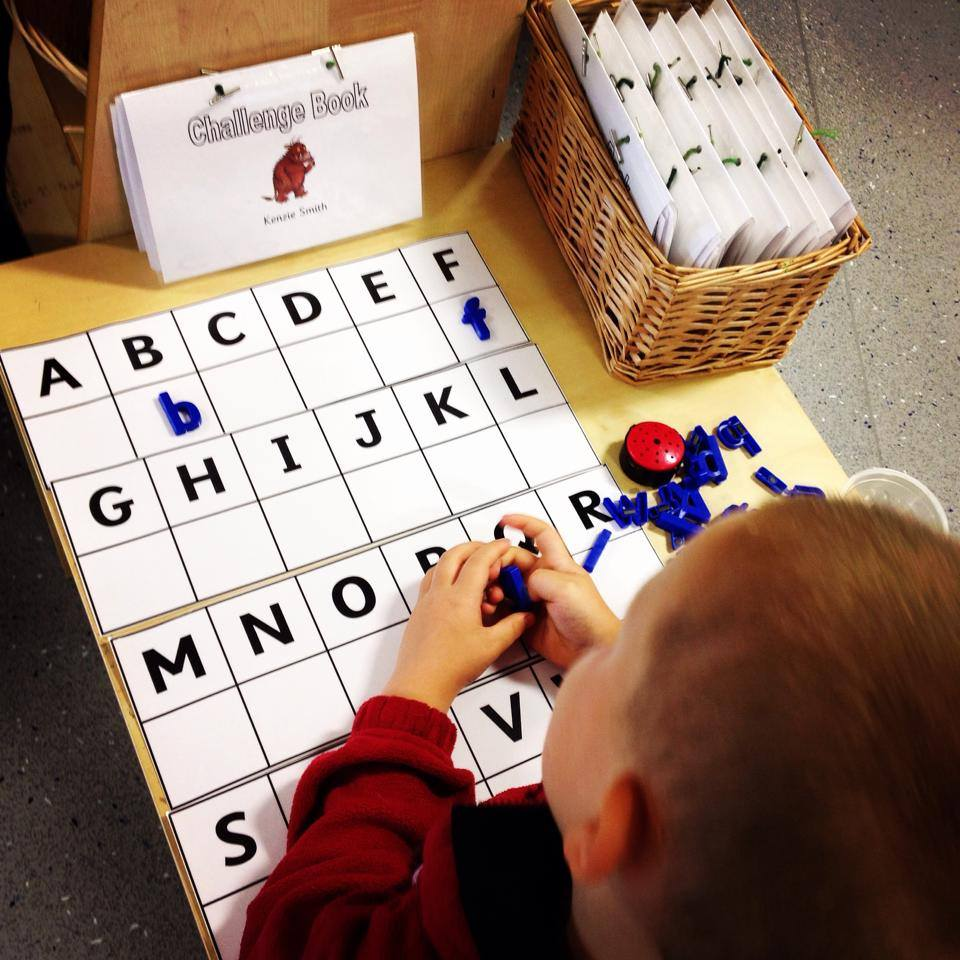 Challenge Book
Kenzie Smith
A B C D E F
b f
G H I J K L
M N O P Q R
S V